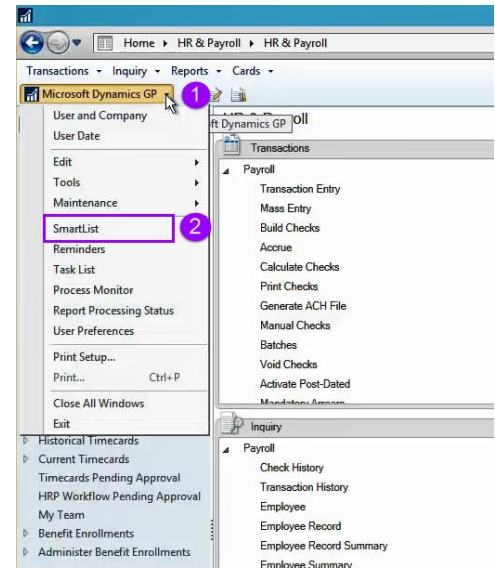 Home HR & Payroll HR & Payroll
Transactions Inquiry Reports Cards
Microsoft Dynamics GP 1
User and Company
ft Dynamics GP
oll
User Date
Edit
Tools
Maintenance
SmartList 2
Reminders
Task List
Process Monitor
Report Processing Status
User Preferences
Print Setup...
Print... Ctrl+P
Close All Windows
Exit
Historical Timecards
Current Timecards
Timecards Pending Approval
HRP Workflow Pending Approval
My Team
Benefit Enrollments
Administer Benefit Enrollments
Transactions
Payroll
Transaction Entry
Mass Entry
Build Checks
Accrue
Calculate Checks
Print Checks
Generate ACH File
Manual Checks
Batches
Void Checks
Activate Post-Dated
Mandatory Arrears
Inquiry
Payroll
Check History
Transaction History
Employee
Employee Record
Employee Record Summary
Employee Summary